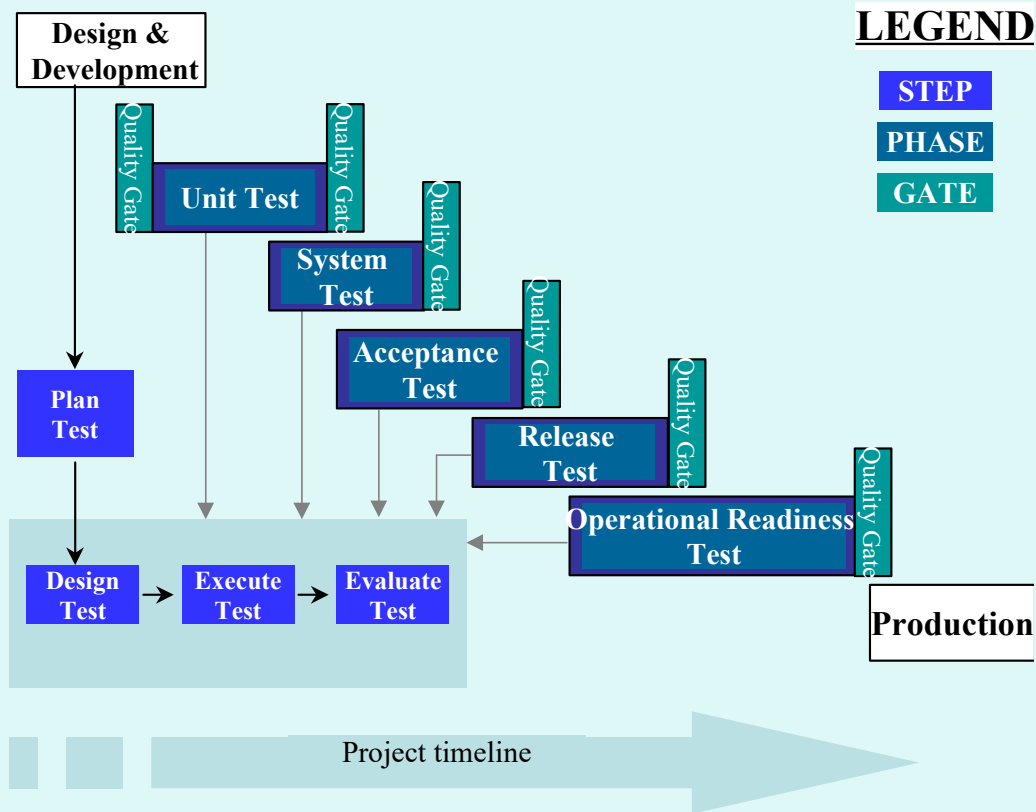 Design &
Development
LEGEND
STEP
PHASE
GATE
Quality Gate
Unit Test
Quality Gate
System
Test
Quality Gate
Acceptance
Test
Quality Gate
Release
Test
Quality Gate
Operational Readiness
Test
Quality Gate
Plan
Test
Design
Test
Execute
Test
Evaluate
Test
Production
Project timeline